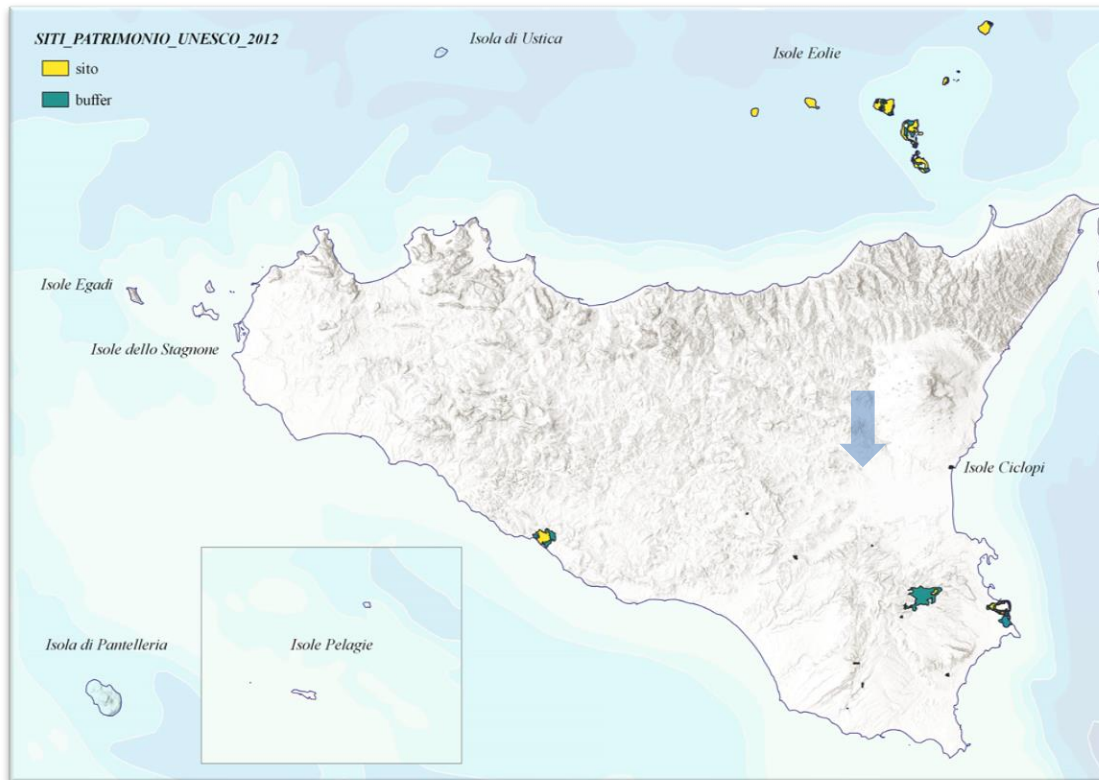 SITI_PATRIMONIO_UNESCO_2012
sito
buffer
Isola di Ustica
Isole Eolie
Isole Egadi
Isole dello Stagnone
Isole Ciclopi
Isola di Pantelleria
Isole Pelagie